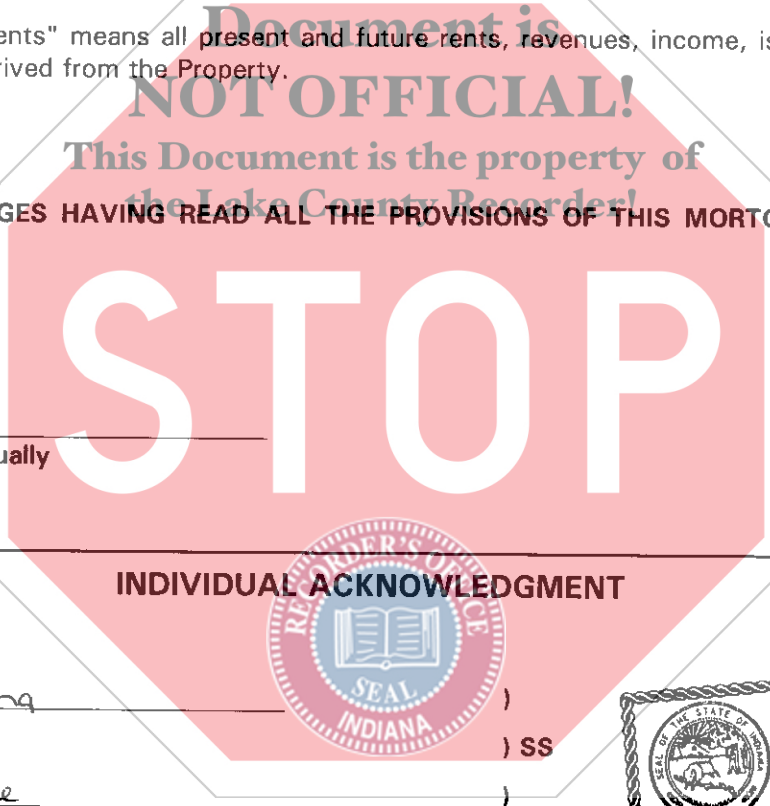 Document is
ents" means all present and future rents, revenues, income, is
rived from the Property.
NOT OFFICIAL!
This Document is the property of
the Lake County Recorder!
GES HAVING READ ALL THE PROVISIONS OF THIS MORTG
STOP
ually
RECORDER'S OFFICE
INDIVIDUAL ACKNOWLEDGMENT
SEAL
INDIANA
na )
) SS
e )
SEAL OF THE STATE OF INDIANA